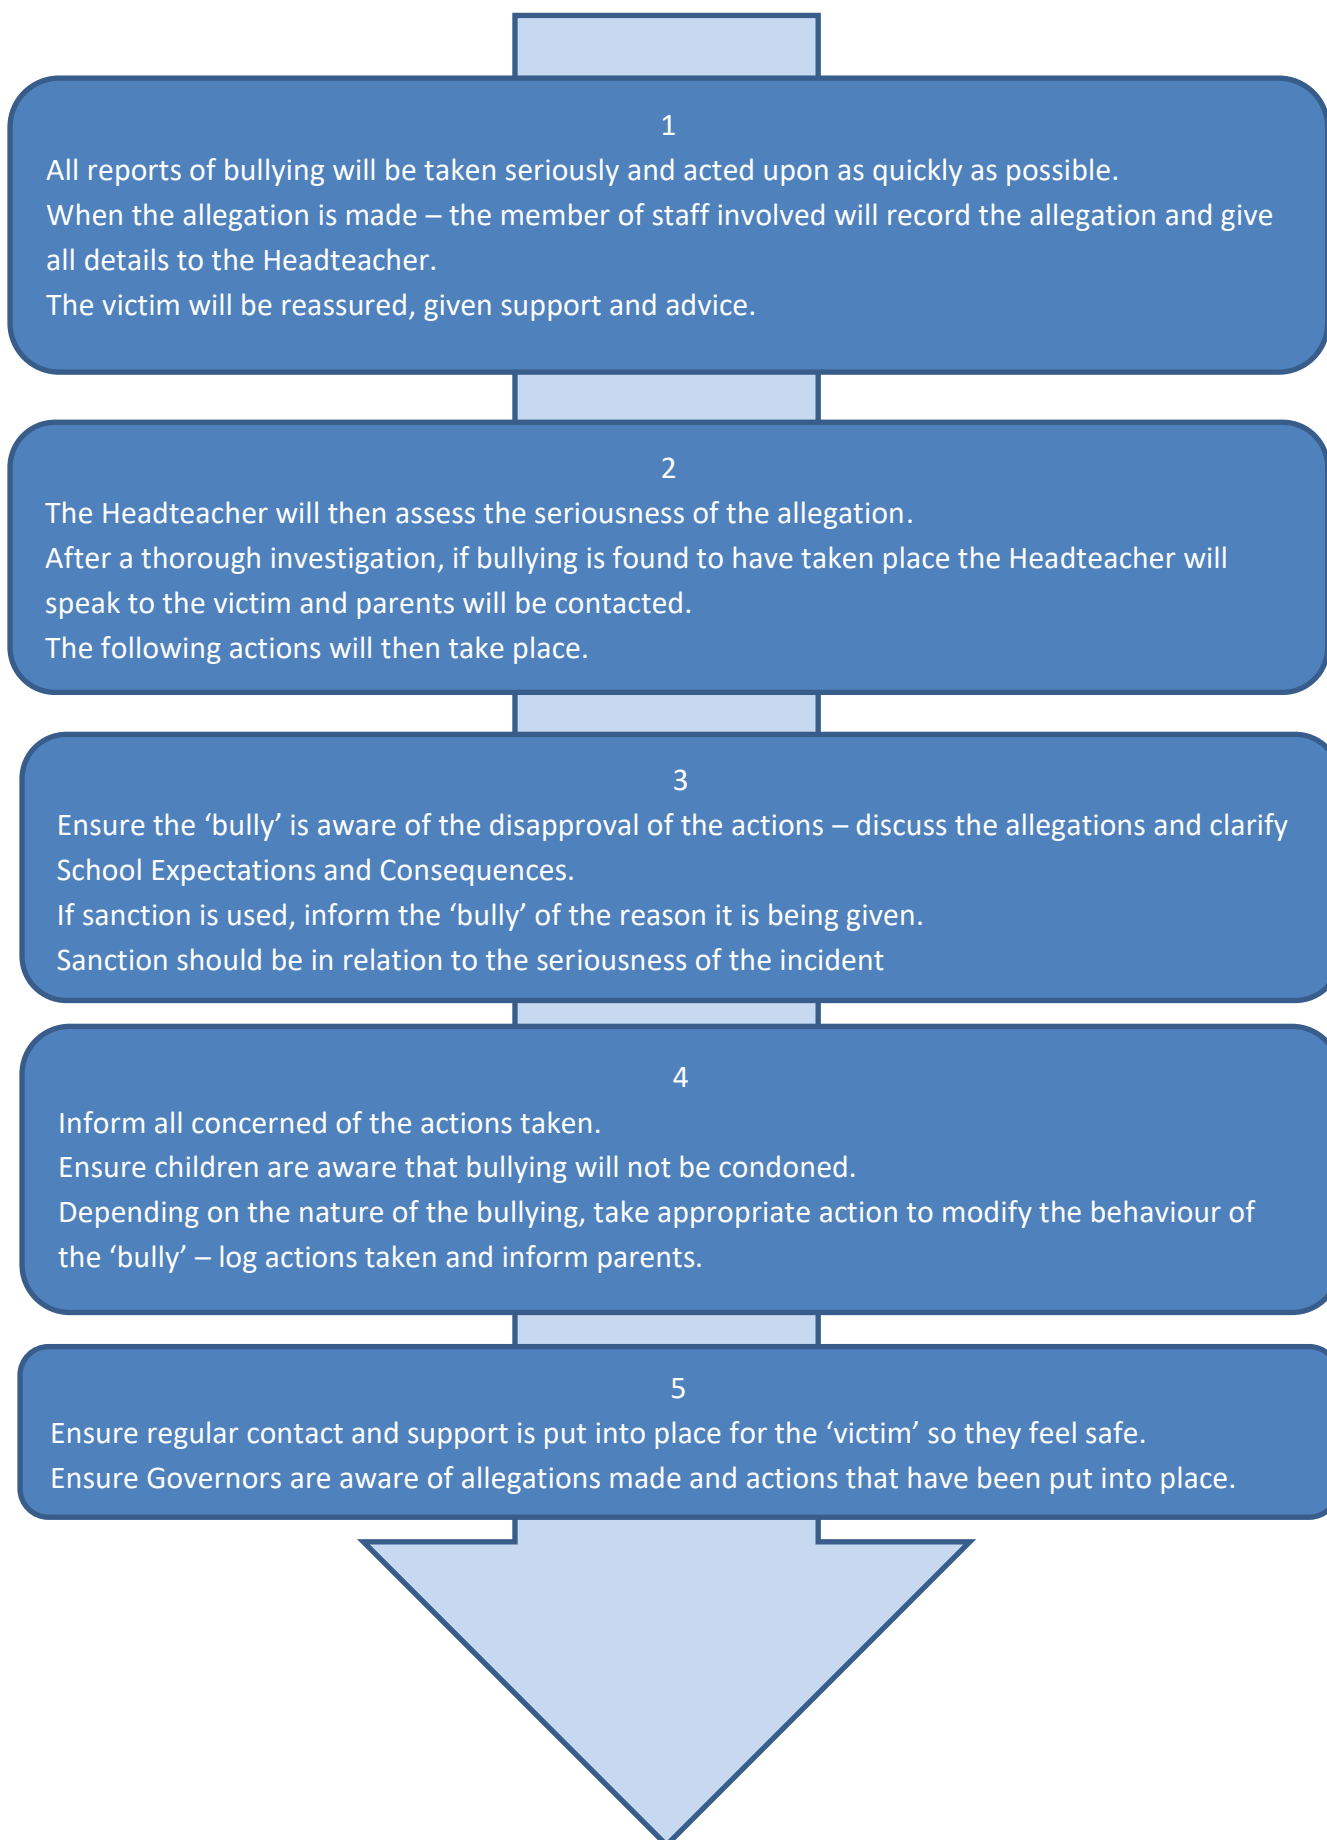 1
All reports of bullying will be taken seriously and acted upon as quickly as possible.
When the allegation is made – the member of staff involved will record the allegation and give
all details to the Headteacher.
The victim will be reassured, given support and advice.
2
The Headteacher will then assess the seriousness of the allegation.
After a thorough investigation, if bullying is found to have taken place the Headteacher will
speak to the victim and parents will be contacted.
The following actions will then take place.
3
Ensure the ‘bully’ is aware of the disapproval of the actions – discuss the allegations and clarify
School Expectations and Consequences.
If sanction is used, inform the ‘bully’ of the reason it is being given.
Sanction should be in relation to the seriousness of the incident
4
Inform all concerned of the actions taken.
Ensure children are aware that bullying will not be condoned.
Depending on the nature of the bullying, take appropriate action to modify the behaviour of
the ‘bully’ – log actions taken and inform parents.
5
Ensure regular contact and support is put into place for the ‘victim’ so they feel safe.
Ensure Governors are aware of allegations made and actions that have been put into place.